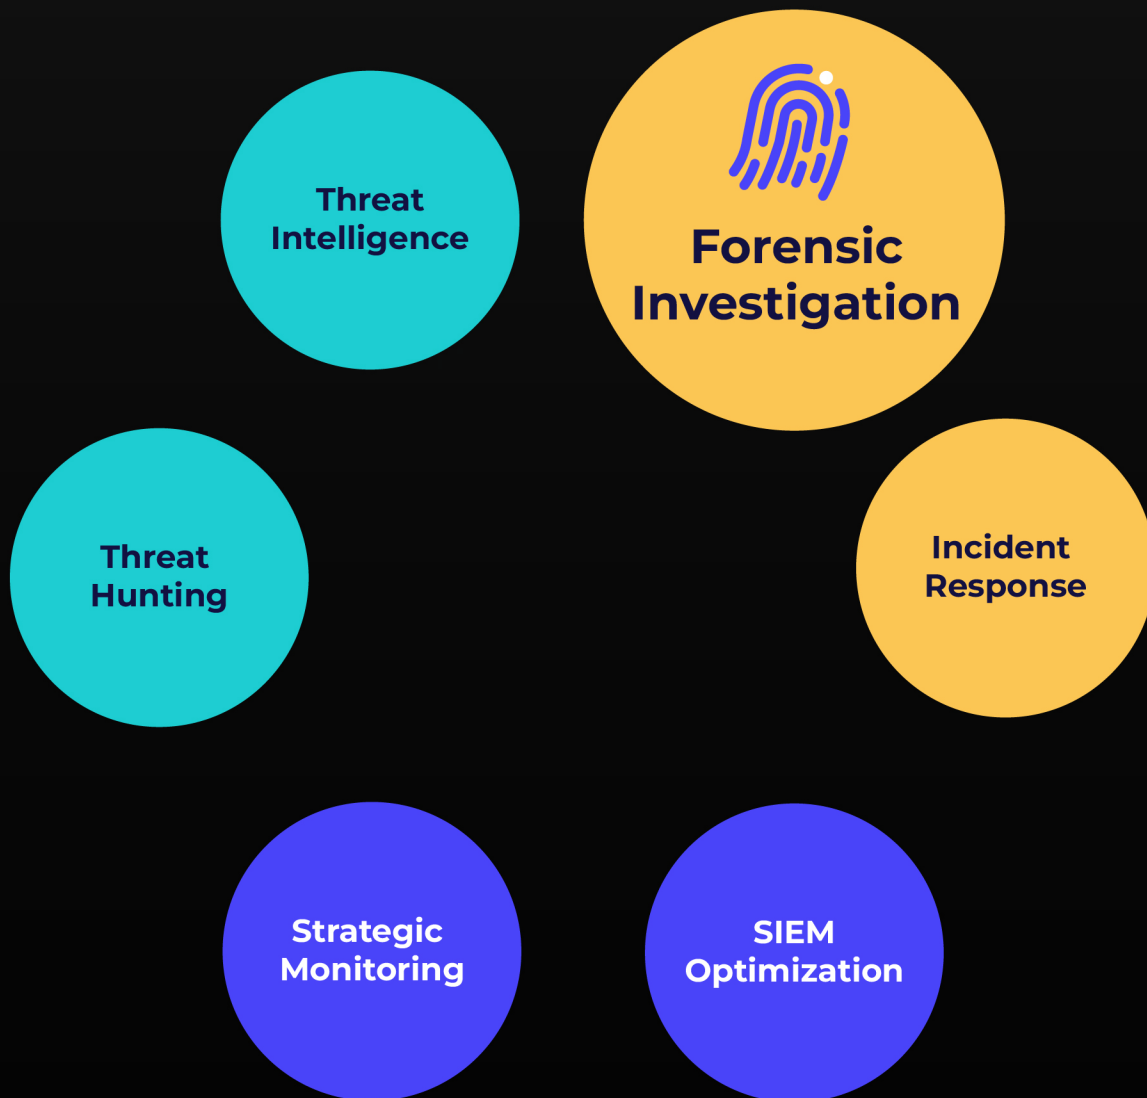 Threat
Intelligence
Forensic
Investigation
Threat
Hunting
Incident
Response
Strategic
Monitoring
SIEM
Optimization